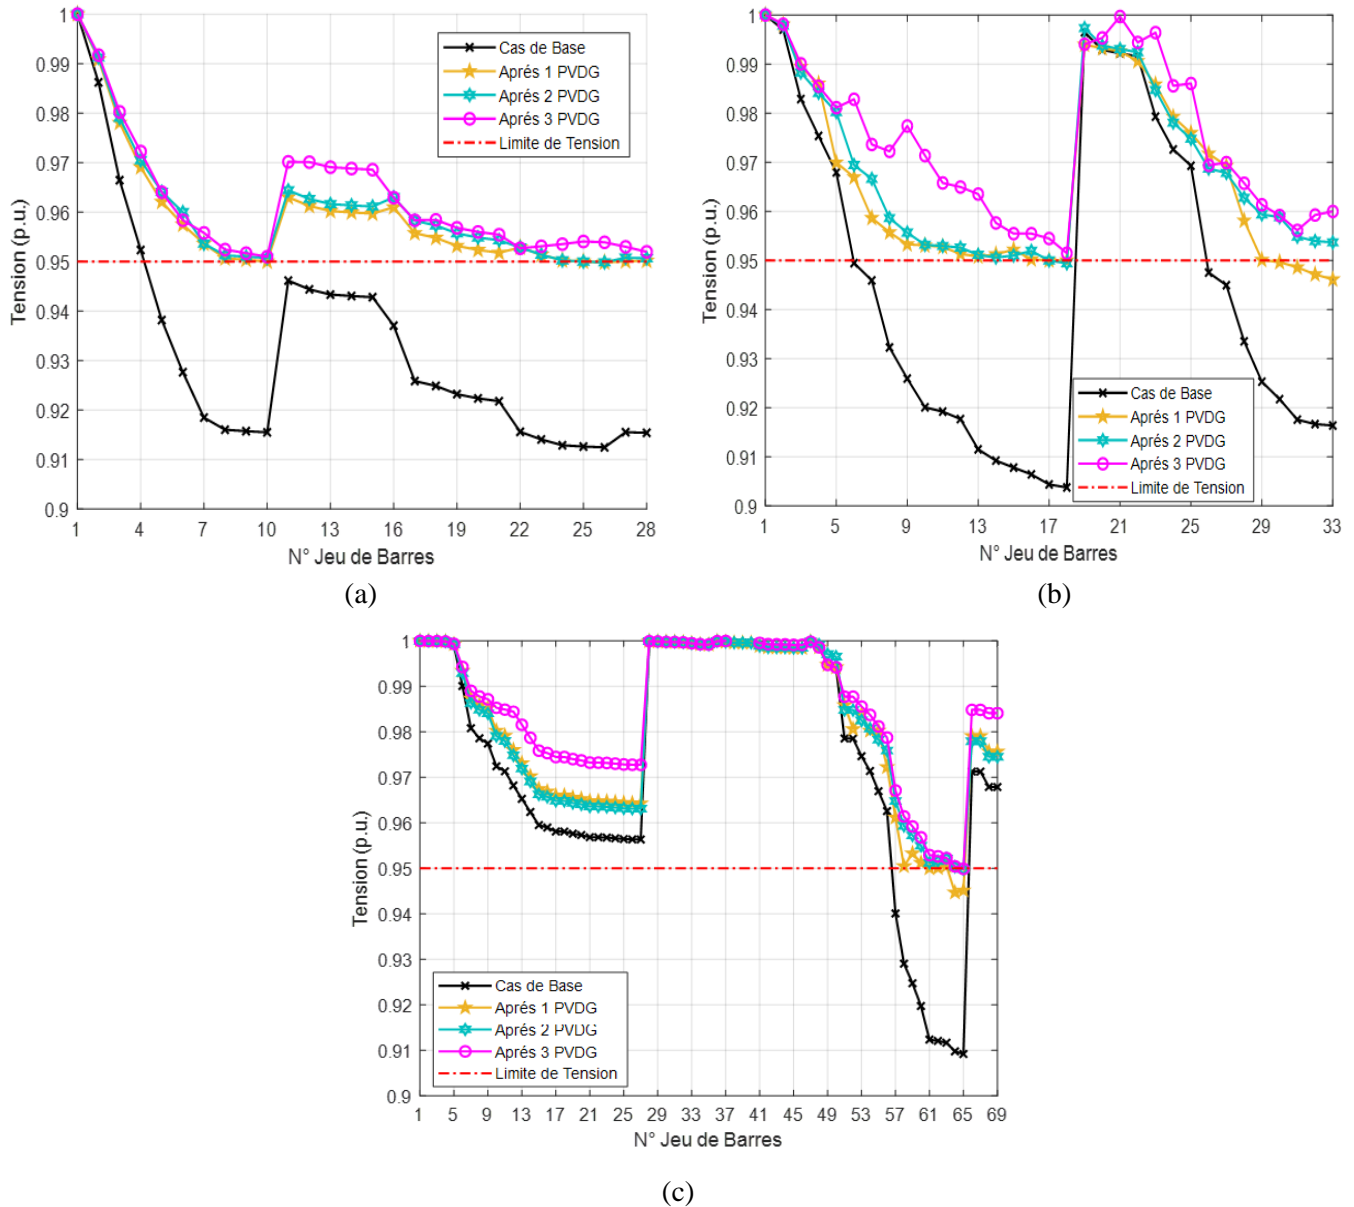 1
0.99
0.98
0.97
0.96
0.95
0.94
0.93
0.92
0.91
0.9
Tension (p.u.)
1 4 7 10 13 16 19 22 25 28
N° Jeu de Barres
Cas de Base
Aprés 1 PVDG
Aprés 2 PVDG
Aprés 3 PVDG
Limite de Tension
(a)
1
0.99
0.98
0.97
0.96
0.95
0.94
0.93
0.92
0.91
0.9
Tension (p.u.)
1 5 9 13 17 21 25 29 33
N° Jeu de Barres
Cas de Base
Aprés 1 PVDG
Aprés 2 PVDG
Aprés 3 PVDG
Limite de Tension
(b)
1
0.99
0.98
0.97
0.96
0.95
0.94
0.93
0.92
0.91
0.9
Tension (p.u.)
1 5 9 13 17 21 25 29 33 37 41 45 49 53 57 61 65 69
N° Jeu de Barres
Cas de Base
Aprés 1 PVDG
Aprés 2 PVDG
Aprés 3 PVDG
Limite de Tension
(c)